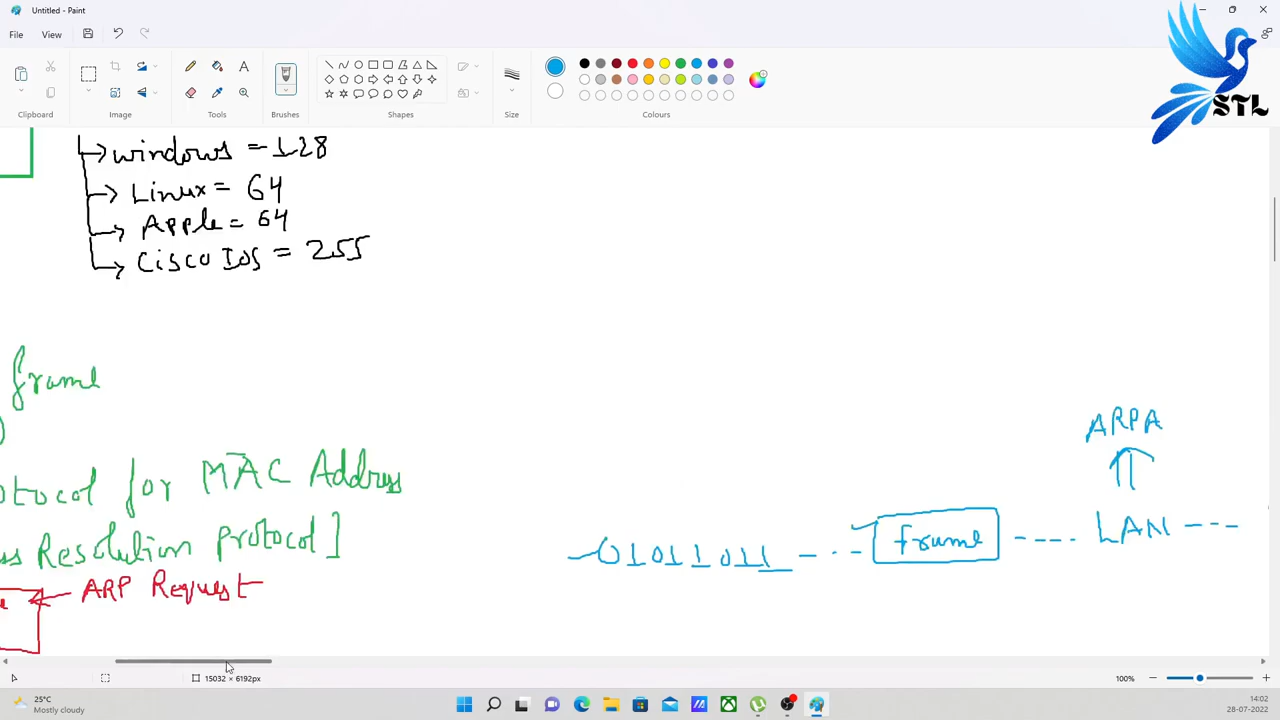 Untitled - Paint
File View
Clipboard Image Tools Brushes Shapes Size Colours
STL
windows = 128
Linux = 64
Apple = 64
Cisco IOS = 255
frame
otocol for MAC Address
ss Resolution protocol]
ARP Request
ARPA
01011011 --- frame ---- LAN ---
15032 × 6192px
100%
25°C
Mostly cloudy
14:02
28-07-2022